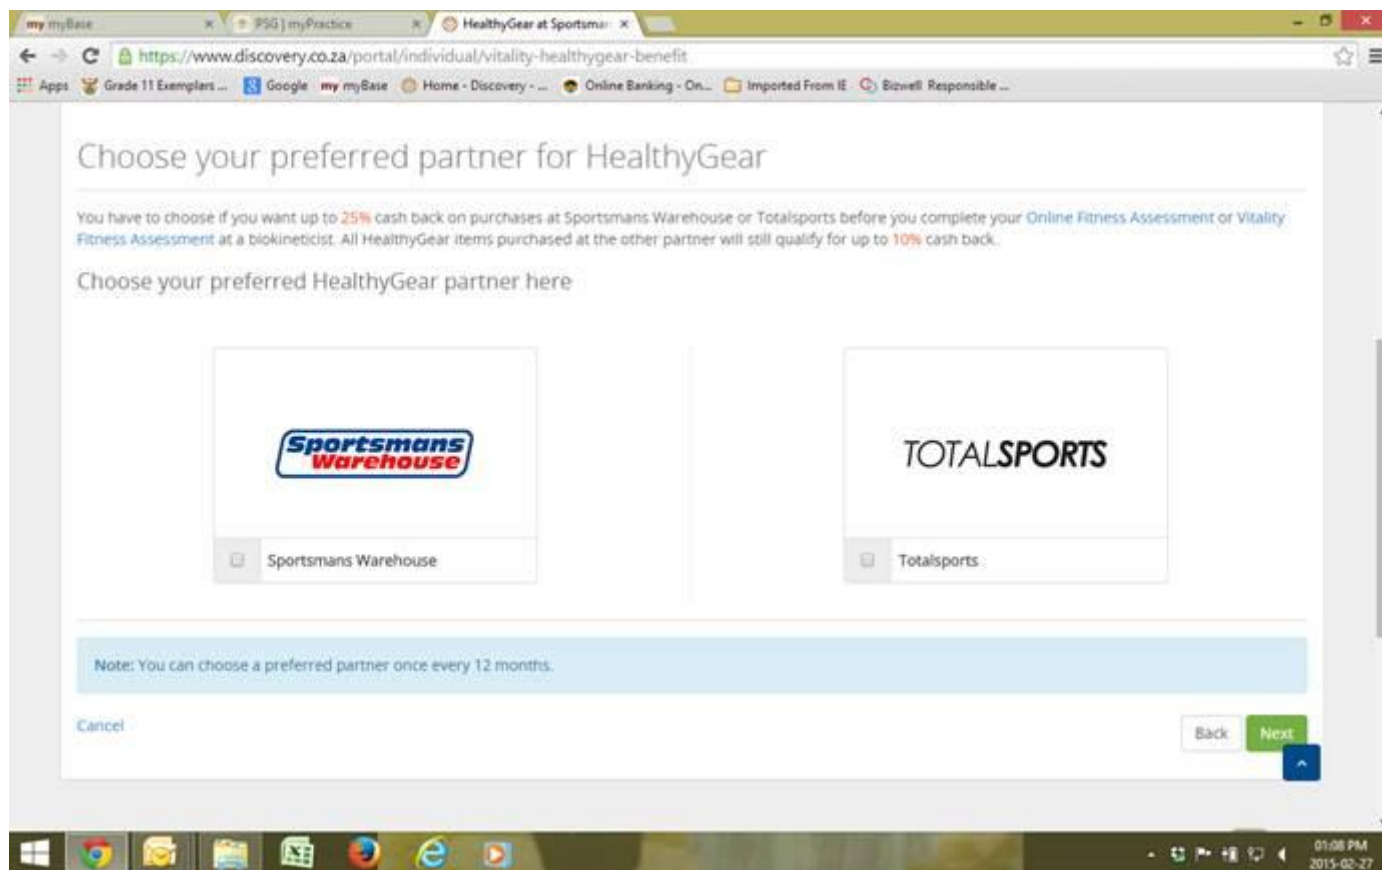 my myBase
PSG | myPractice
HealthyGear at Sportsman
https://www.discovery.co.za/portal/individual/vitality-healthygear-benefit
Apps Grade 11 Exemplars ... Google my myBase Home - Discovery - ... Online Banking - On... Imported From IE Bizwell Responsible ...
Choose your preferred partner for HealthyGear
You have to choose if you want up to 25% cash back on purchases at Sportsmans Warehouse or Totalsports before you complete your Online Fitness Assessment or Vitality
Fitness Assessment at a biokineticist. All HealthyGear items purchased at the other partner will still qualify for up to 10% cash back.
Choose your preferred HealthyGear partner here
Sportsmans
Warehouse
TOTALSPORTS
Sportsmans Warehouse
Totalsports
Note: You can choose a preferred partner once every 12 months.
Cancel
Back
Next
01:08 PM
2015-02-27